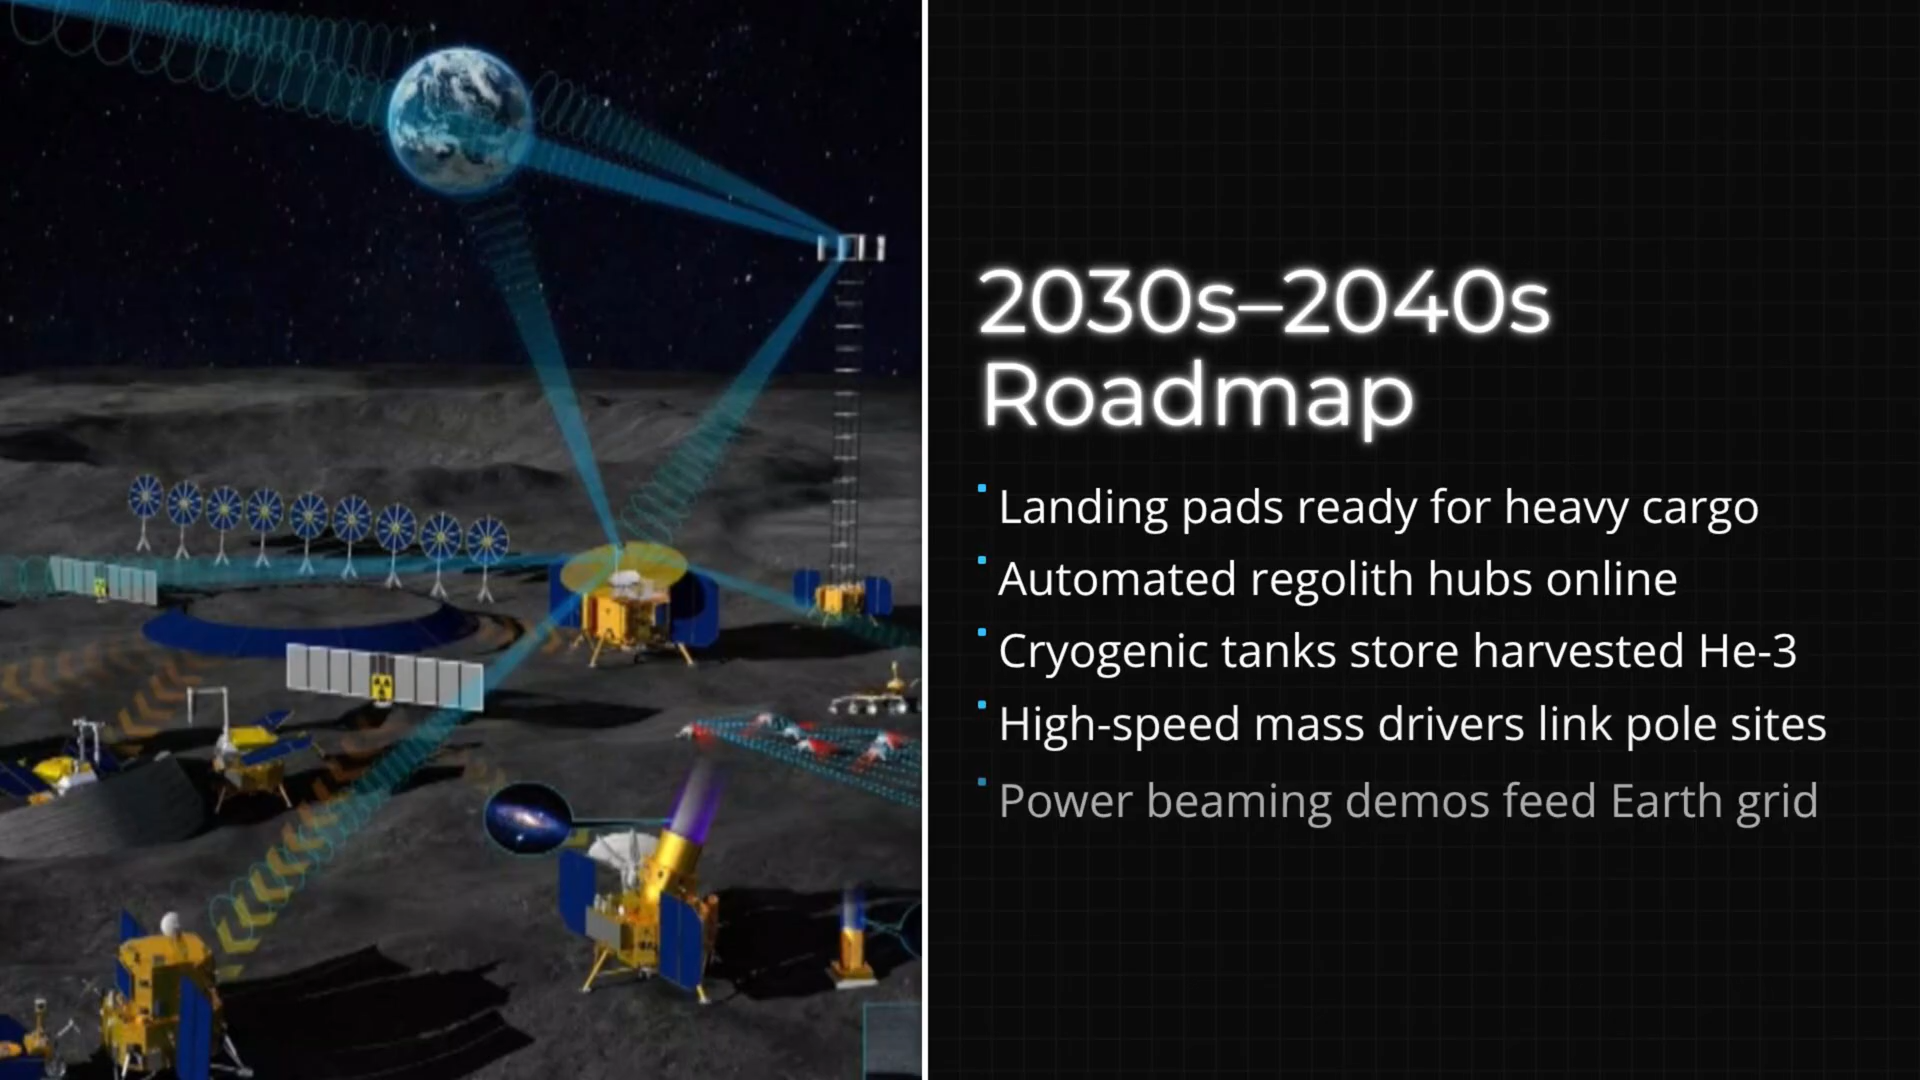 2030s–2040s
Roadmap
Landing pads ready for heavy cargo
Automated regolith hubs online
Cryogenic tanks store harvested He-3
High-speed mass drivers link pole sites
Power beaming demos feed Earth grid